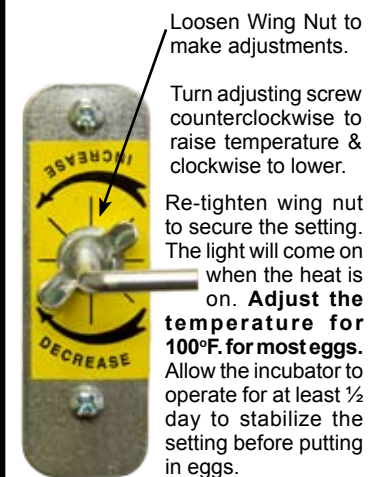 Loosen Wing Nut to
make adjustments.
Turn adjusting screw
counterclockwise to
raise temperature &
clockwise to lower.
Re-tighten wing nut
to secure the setting.
The light will come on
when the heat is
on. Adjust the
temperature for
100°F. for most eggs.
Allow the incubator to
operate for at least ½
day to stabilize the
setting before putting
in eggs.
INCREASE
DECREASE